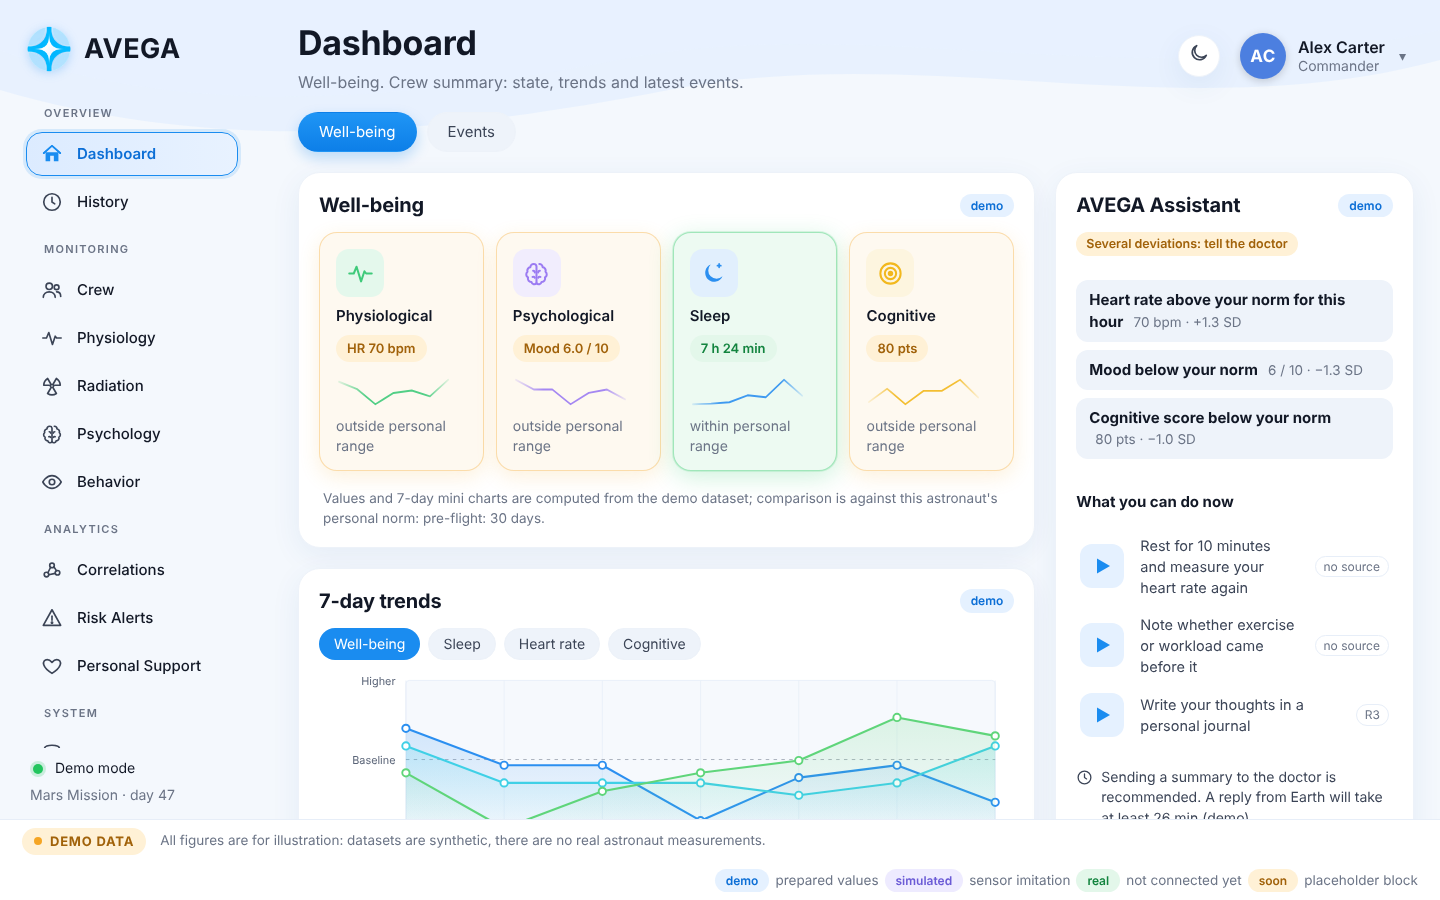 AVEGA
OVERVIEW
Dashboard
History
MONITORING
Crew
Physiology
Radiation
Psychology
Behavior
ANALYTICS
Correlations
Risk Alerts
Personal Support
SYSTEM
Demo mode
Mars Mission · day 47
Dashboard
Well-being. Crew summary: state, trends and latest events.
AC
Alex Carter
Commander
Well-being
Events
Well-being
demo
Physiological
HR 70 bpm
outside personal
range
Psychological
Mood 6.0 / 10
outside personal
range
Sleep
7 h 24 min
within personal
range
Cognitive
80 pts
outside personal
range
Values and 7-day mini charts are computed from the demo dataset; comparison is against this astronaut's
personal norm: pre-flight: 30 days.
7-day trends
demo
Well-being
Sleep
Heart rate
Cognitive
Higher
Baseline
AVEGA Assistant
demo
Several deviations: tell the doctor
Heart rate above your norm for this
hour 70 bpm · +1.3 SD
Mood below your norm 6 / 10 · −1.3 SD
Cognitive score below your norm
80 pts · −1.0 SD
What you can do now
Rest for 10 minutes
and measure your
heart rate again
no source
Note whether exercise
or workload came
before it
no source
Write your thoughts in a
personal journal
R3
Sending a summary to the doctor is
recommended. A reply from Earth will take
at least 26 min (demo)
DEMO DATA
All figures are for illustration: datasets are synthetic, there are no real astronaut measurements.
demo prepared values simulated sensor imitation real not connected yet soon placeholder block